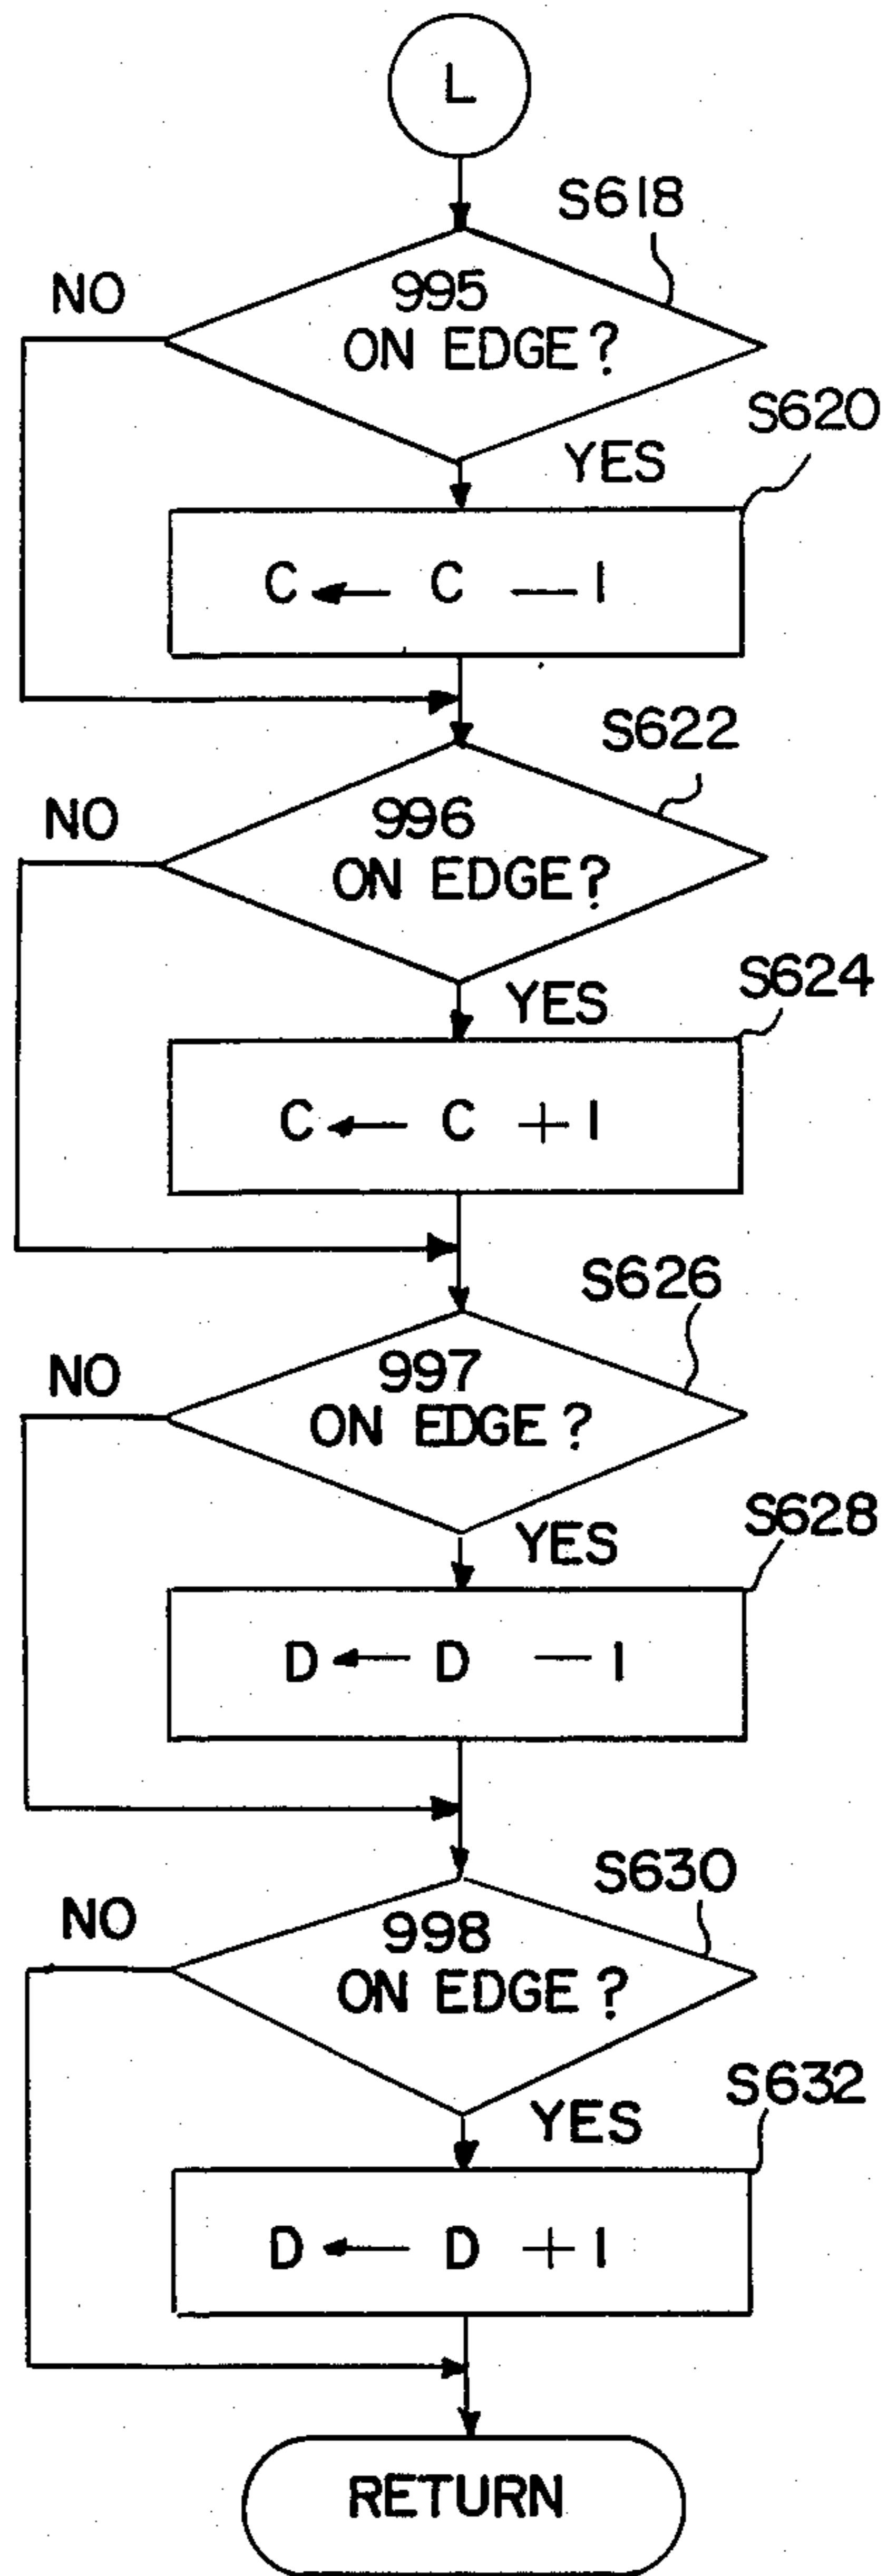 L
S618
NO
995
ON EDGE?
S620
YES
C ← C — 1
S622
NO
996
ON EDGE?
S624
YES
C ← C + 1
S626
NO
997
ON EDGE?
S628
YES
D ← D — 1
S630
NO
998
ON EDGE?
S632
YES
D ← D + 1
RETURN